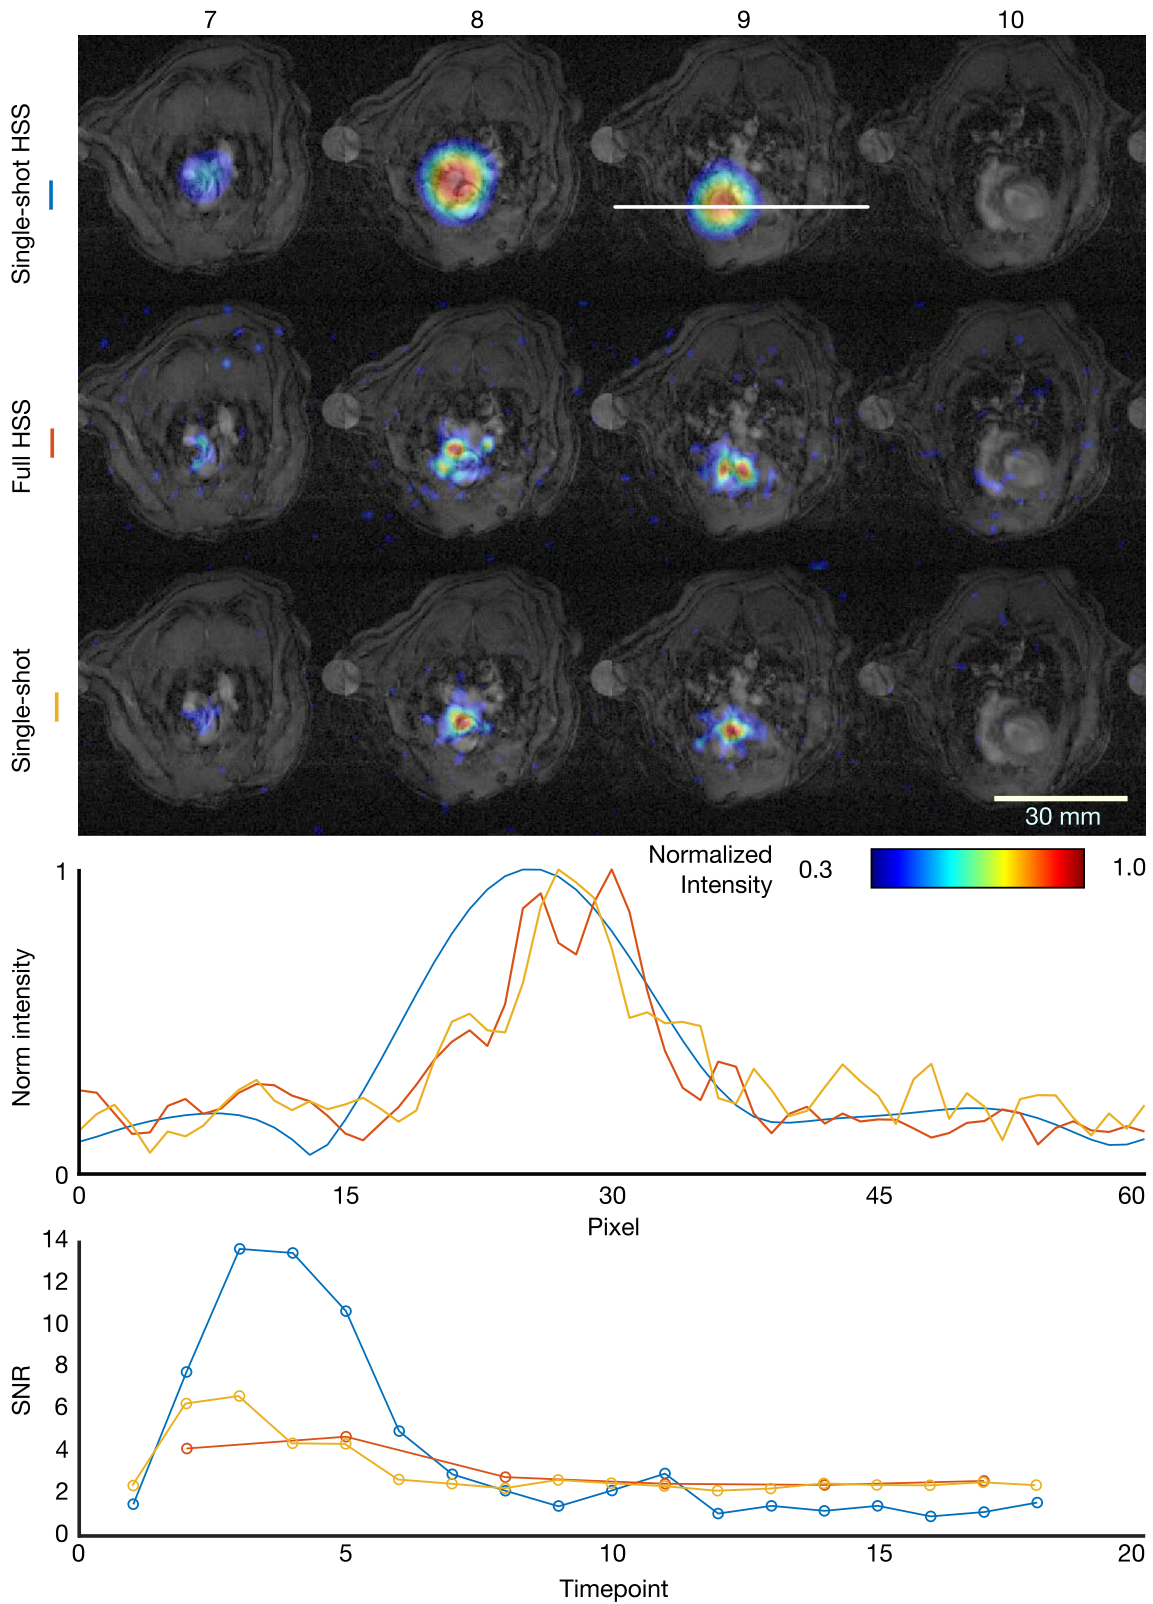 7 8 9 10
Single-shot HSS
Full HSS
Single-shot
30 mm
Normalized
Intensity
0.3 1.0
1
Norm intensity
0
0 15 30 45 60
Pixel
14
12
10
8
6
4
2
0
SNR
0 5 10 15 20
Timepoint